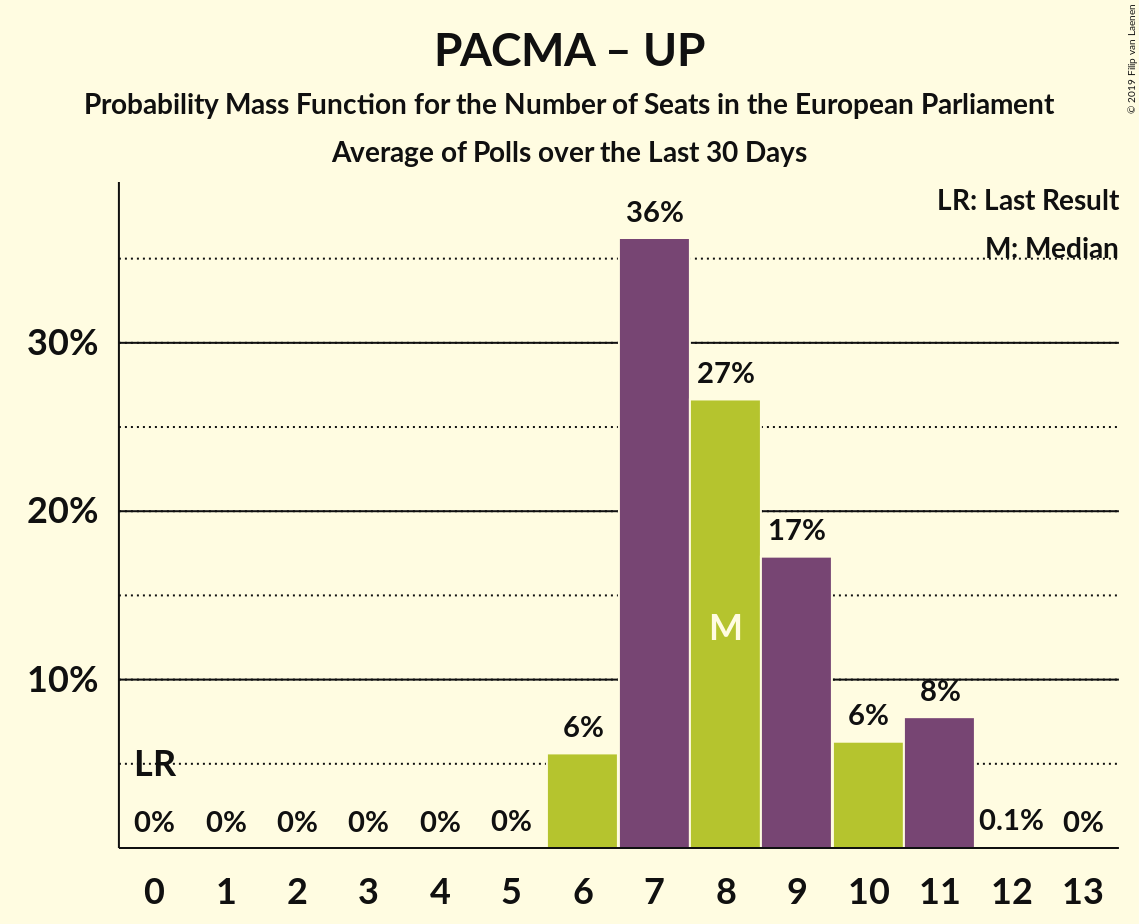 PACMA – UP
Probability Mass Function for the Number of Seats in the European Parliament
Average of Polls over the Last 30 Days
© 2019 Filip van Laenen
LR: Last Result
M: Median
36%
30%
27%
20%
17%
M
10%
8%
6%
6%
LR
0% 0% 0% 0% 0% 0% 0.1% 0%
0 1 2 3 4 5 6 7 8 9 10 11 12 13